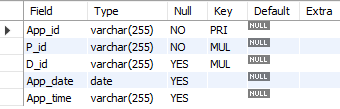 Field Type Null Key Default Extra
App_id varchar(255) NO PRI NULL
P_id varchar(255) NO MUL NULL
D_id varchar(255) YES MUL NULL
App_date date YES NULL
App_time varchar(255) YES NULL